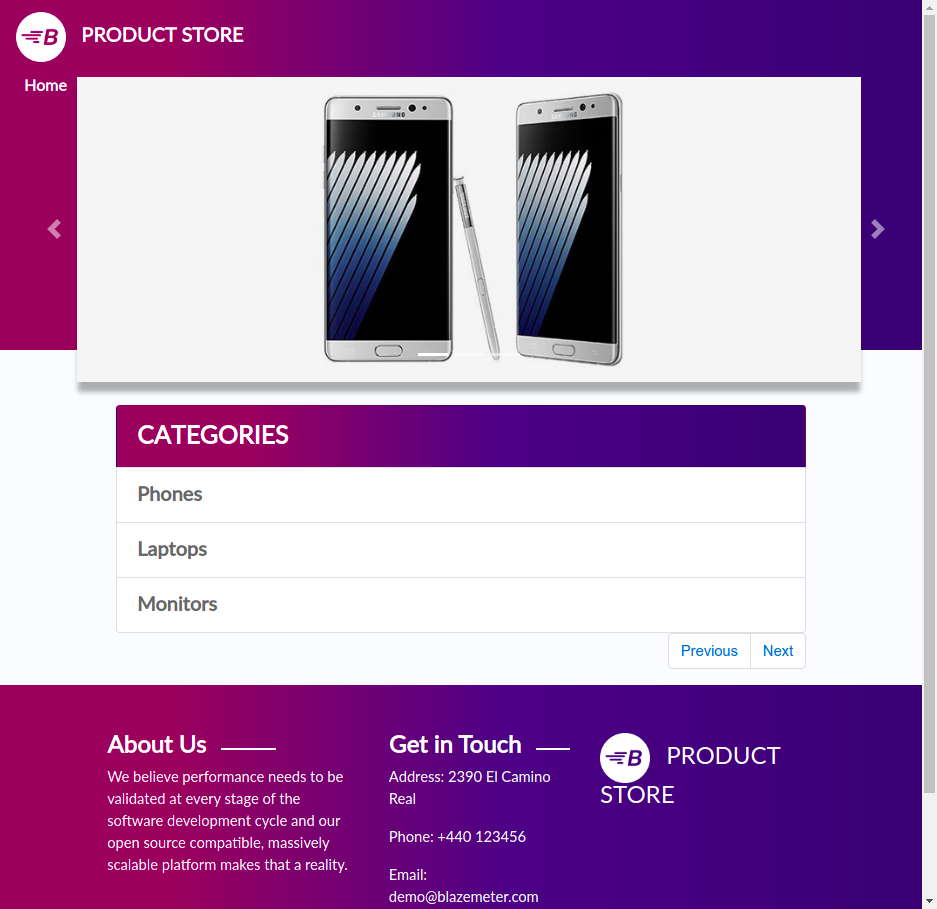 B PRODUCT STORE
Home
SAMSUNG
SAMSUNG
CATEGORIES
Phones
Laptops
Monitors
Previous
Next
About Us
We believe performance needs to be
validated at every stage of the
software development cycle and our
open source compatible, massively
scalable platform makes that a reality.
Get in Touch
Address: 2390 El Camino
Real
Phone: +440 123456
Email:
demo@blazemeter.com
B PRODUCT
STORE